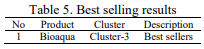 Table 5. Best selling results
No Product Cluster Description
1 Bioaqua Cluster-3 Best sellers